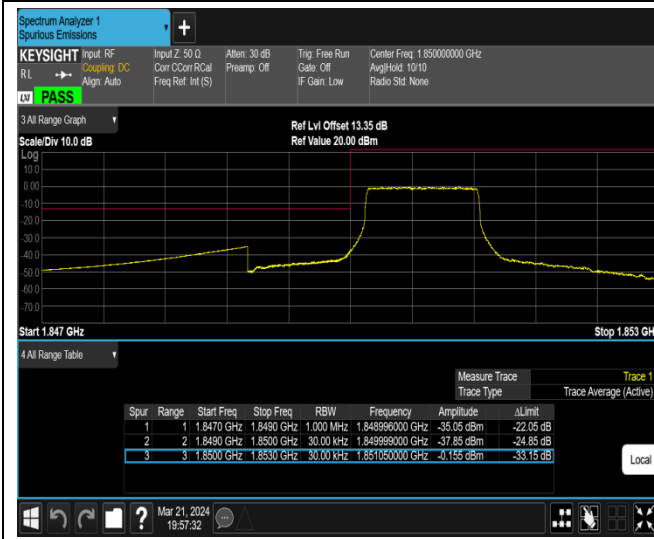 Spectrum Analyzer 1
Spurious Emissions
+
KEYSIGHT Input: RF Input Z: 50 Ω Atten: 30 dB Trig: Free Run Center Freq: 1.850000000 GHz
RL Coupling: DC Corr CCorr RCal Preamp: Off Gate: Off Avg|Hold: 10/10
Align: Auto Freq Ref: Int (S) IF Gain: Low Radio Std: None
LXI PASS
3 All Range Graph
Ref Lvl Offset 13.35 dB
Scale/Div 10.0 dB Ref Value 20.00 dBm
Log
10.0
0.00
-10.0
-20.0
-30.0
-40.0
-50.0
-60.0
-70.0
Start 1.847 GHz Stop 1.853 GH
4 All Range Table
Measure Trace Trace 1
Trace Type Trace Average (Active)
Spur Range Start Freq Stop Freq RBW Frequency Amplitude ΔLimit
1 1 1.8470 GHz 1.8490 GHz 1.000 MHz 1.848996000 GHz -35.05 dBm -22.05 dB
2 2 1.8490 GHz 1.8500 GHz 30.00 kHz 1.849999000 GHz -37.85 dBm -24.85 dB
3 3 1.8500 GHz 1.8530 GHz 30.00 kHz 1.851050000 GHz -0.155 dBm -33.15 dB
Local
? Mar 21, 2024
19:57:32